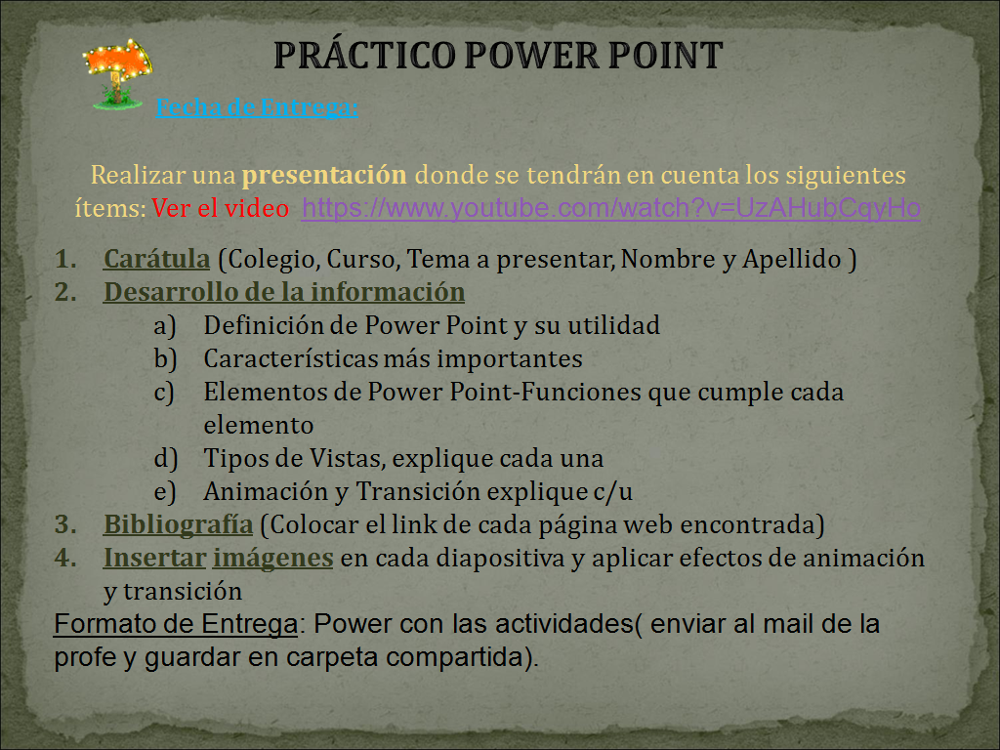 PRÁCTICO POWER POINT
Fecha de Entrega:
Realizar una presentación donde se tendrán en cuenta los siguientes
ítems: Ver el video https://www.youtube.com/watch?v=UzAHubCqyHo
1. Carátula (Colegio, Curso, Tema a presentar, Nombre y Apellido )
2. Desarrollo de la información
a) Definición de Power Point y su utilidad
b) Características más importantes
c) Elementos de Power Point-Funciones que cumple cada
elemento
d) Tipos de Vistas, explique cada una
e) Animación y Transición explique c/u
3. Bibliografía (Colocar el link de cada página web encontrada)
4. Insertar imágenes en cada diapositiva y aplicar efectos de animación
y transición
Formato de Entrega: Power con las actividades( enviar al mail de la
profe y guardar en carpeta compartida).